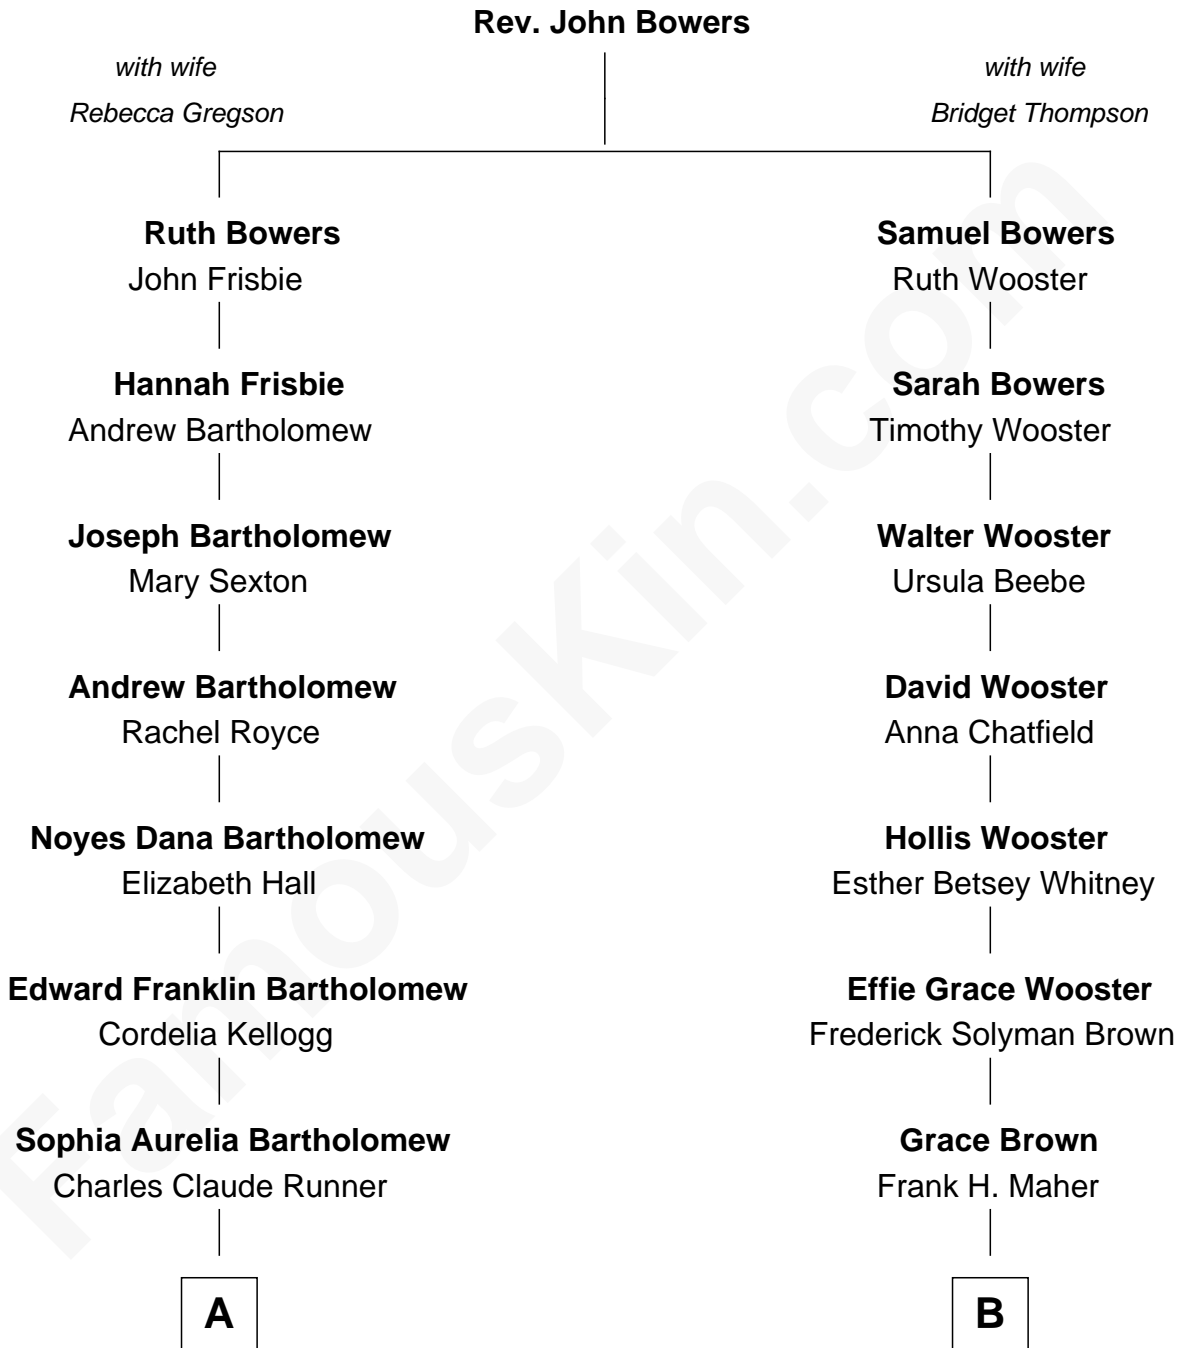 Rev. John Bowers
with wife
Rebecca Gregson
with wife
Bridget Thompson
Ruth Bowers
John Frisbie
Samuel Bowers
Ruth Wooster
Hannah Frisbie
Andrew Bartholomew
Sarah Bowers
Timothy Wooster
Joseph Bartholomew
Mary Sexton
Walter Wooster
Ursula Beebe
Andrew Bartholomew
Rachel Royce
David Wooster
Anna Chatfield
Noyes Dana Bartholomew
Elizabeth Hall
Hollis Wooster
Esther Betsey Whitney
Edward Franklin Bartholomew
Cordelia Kellogg
Effie Grace Wooster
Frederick Solyman Brown
Sophia Aurelia Bartholomew
Charles Claude Runner
Grace Brown
Frank H. Maher
A
B
FamousKin.com